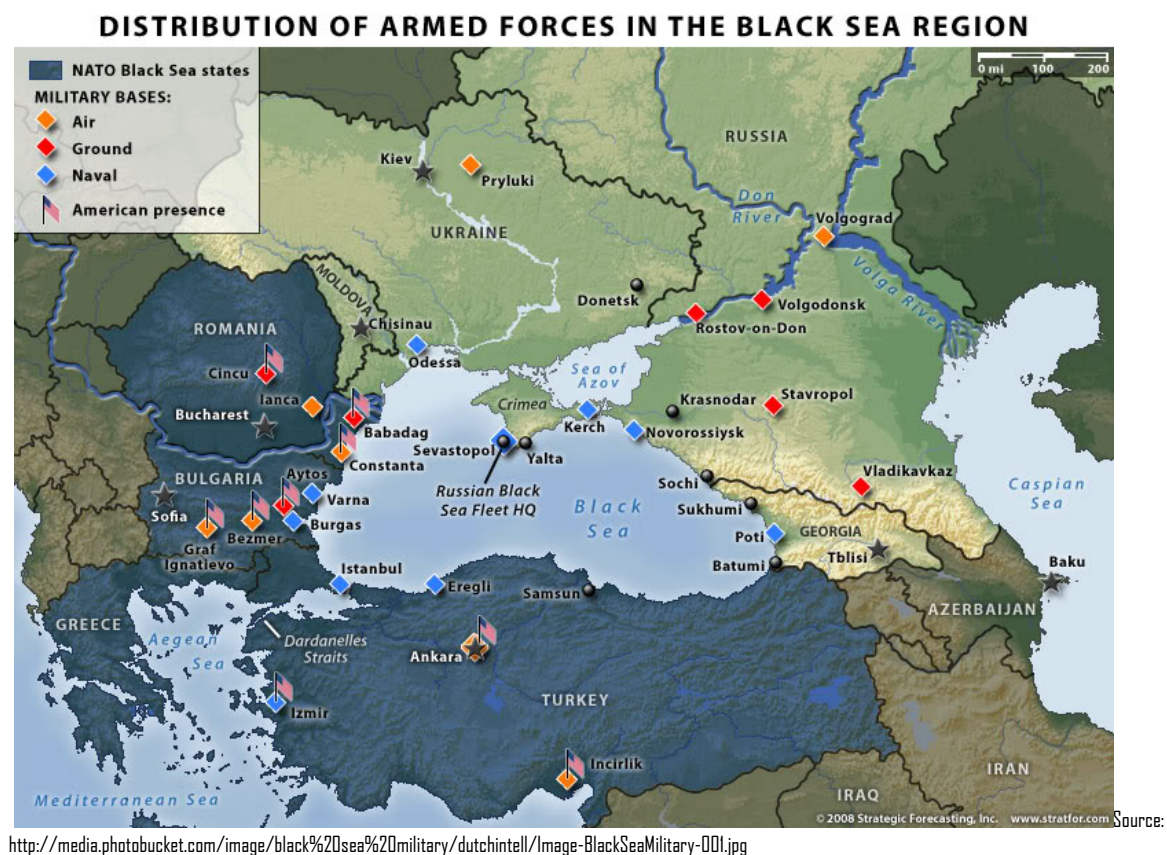 DISTRIBUTION OF ARMED FORCES IN THE BLACK SEA REGION
NATO Black Sea states
MILITARY BASES:
Air
Ground
Naval
American presence
0 mi 100 200
RUSSIA
Kiev
Pryluki
Don
River
Volgograd
UKRAINE
Volga River
MOLDOVA
Donetsk
Volgodonsk
Rostov-on-Don
ROMANIA
Chisinau
Odessa
Sea of
Azov
Cincu
Ianca
Crimea
Krasnodar
Stavropol
Bucharest
Babadag
Kerch
Novorossiysk
Constanta
Sevastopol
Yalta
Vladikavkaz
BULGARIA
Aytos
Varna
Russian Black
Sea Fleet HQ
Black
Sea
Sochi
Sukhumi
Caspian
Sea
Sofia
Burgas
Bezmer
Graf
Ignatievo
Poti
GEORGIA
Tblisi
Batumi
Baku
Istanbul
Eregli
Samsun
AZERBAIJAN
GREECE
Aegean
Sea
Dardanelles
Straits
Ankara
Izmir
TURKEY
Incirlik
IRAN
Mediterranean Sea
IRAQ
© 2008 Strategic Forecasting, Inc. www.stratfor.com
Source:
http://media.photobucket.com/image/black%20sea%20military/dutchintell/Image-BlackSeaMilitary-001.jpg